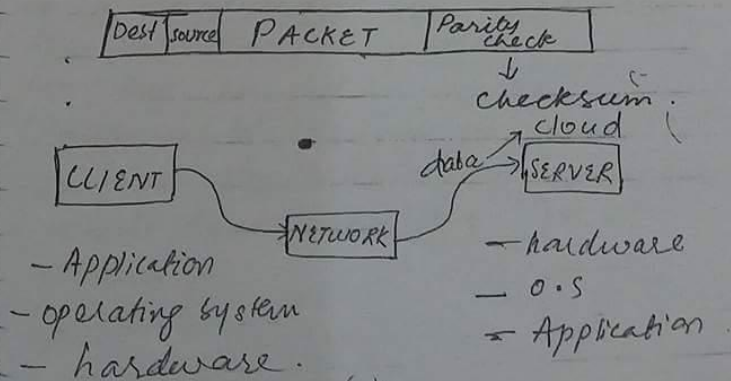 Dest source PACKET Parity check
checksum.
cloud
data
CLIENT
SERVER
NETWORK
- Application
- operating system
- hardware.
- hardware
- O.S
- Application